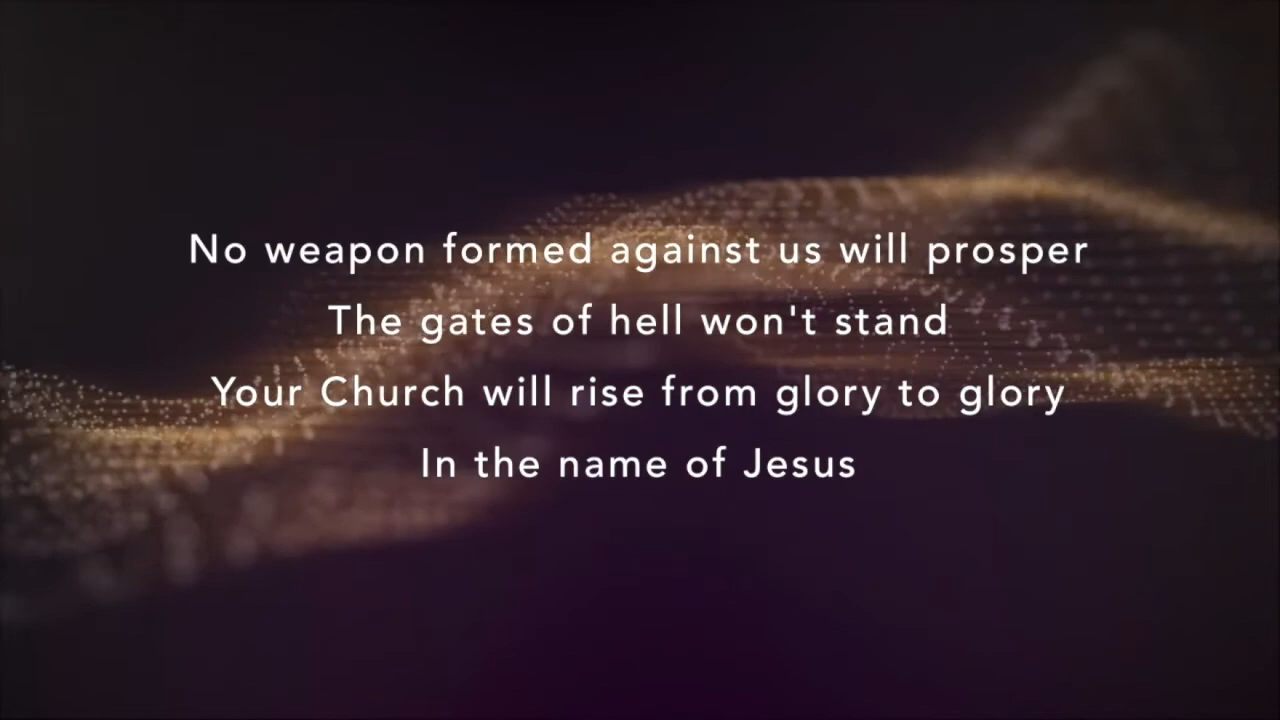 No weapon formed against us will prosper
The gates of hell won't stand
Your Church will rise from glory to glory
In the name of Jesus